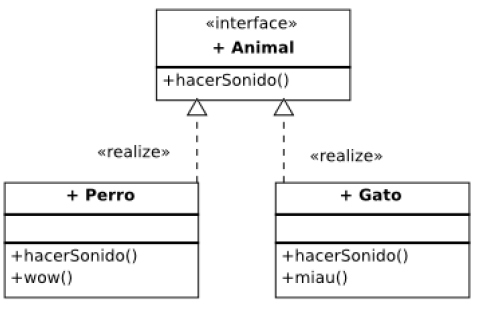 «interface»
+ Animal
+hacerSonido()
«realize»
«realize»
+ Perro
+hacerSonido()
+wow()
+ Gato
+hacerSonido()
+miau()